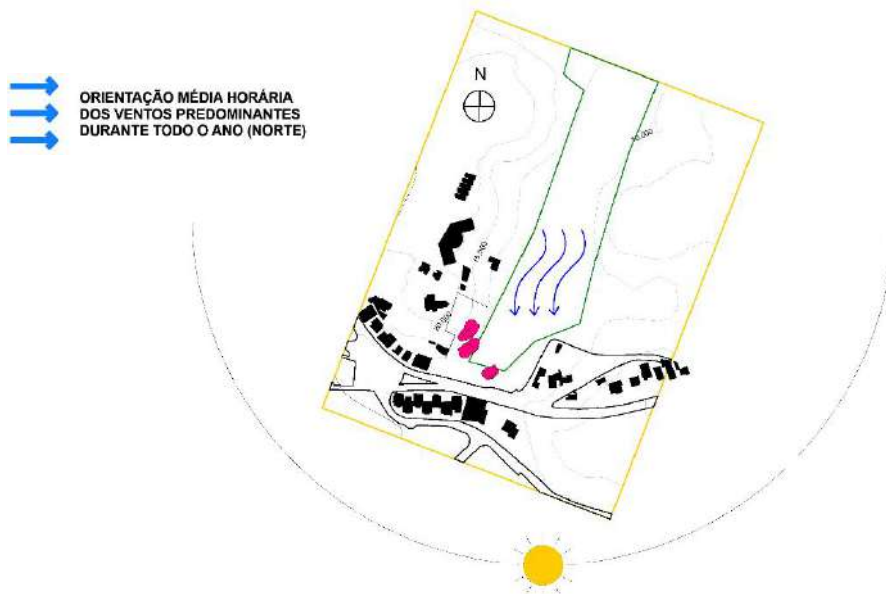 N
ORIENTAÇÃO MÉDIA HORÁRIA
DOS VENTOS PREDOMINANTES
DURANTE TODO O ANO (NORTE)